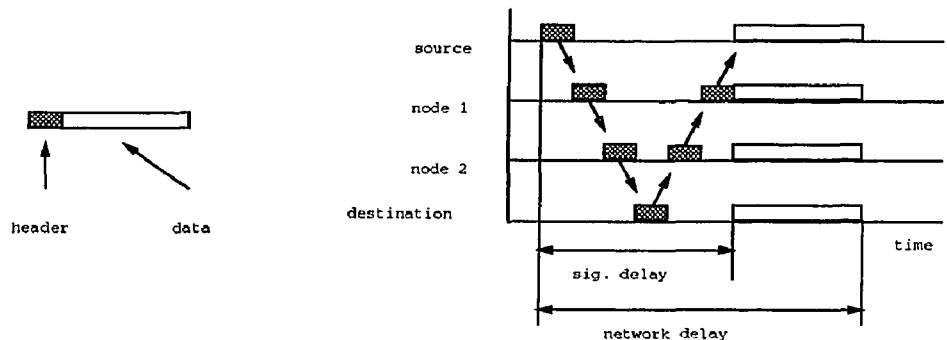 header
data
source
node 1
node 2
destination
time
sig. delay
network delay